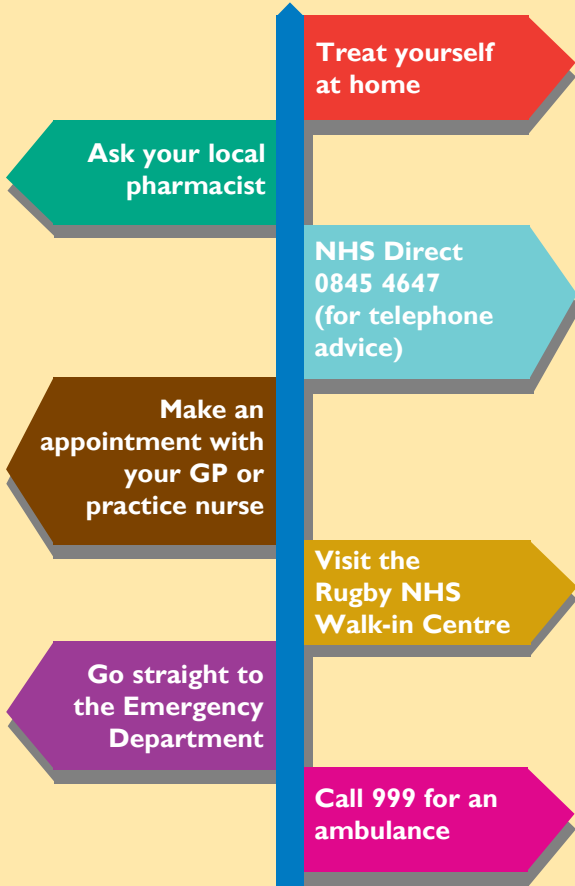 Treat yourself
at home
Ask your local
pharmacist
NHS Direct
0845 4647
(for telephone
advice)
Make an
appointment with
your GP or
practice nurse
Visit the
Rugby NHS
Walk-in Centre
Go straight to
the Emergency
Department
Call 999 for an
ambulance